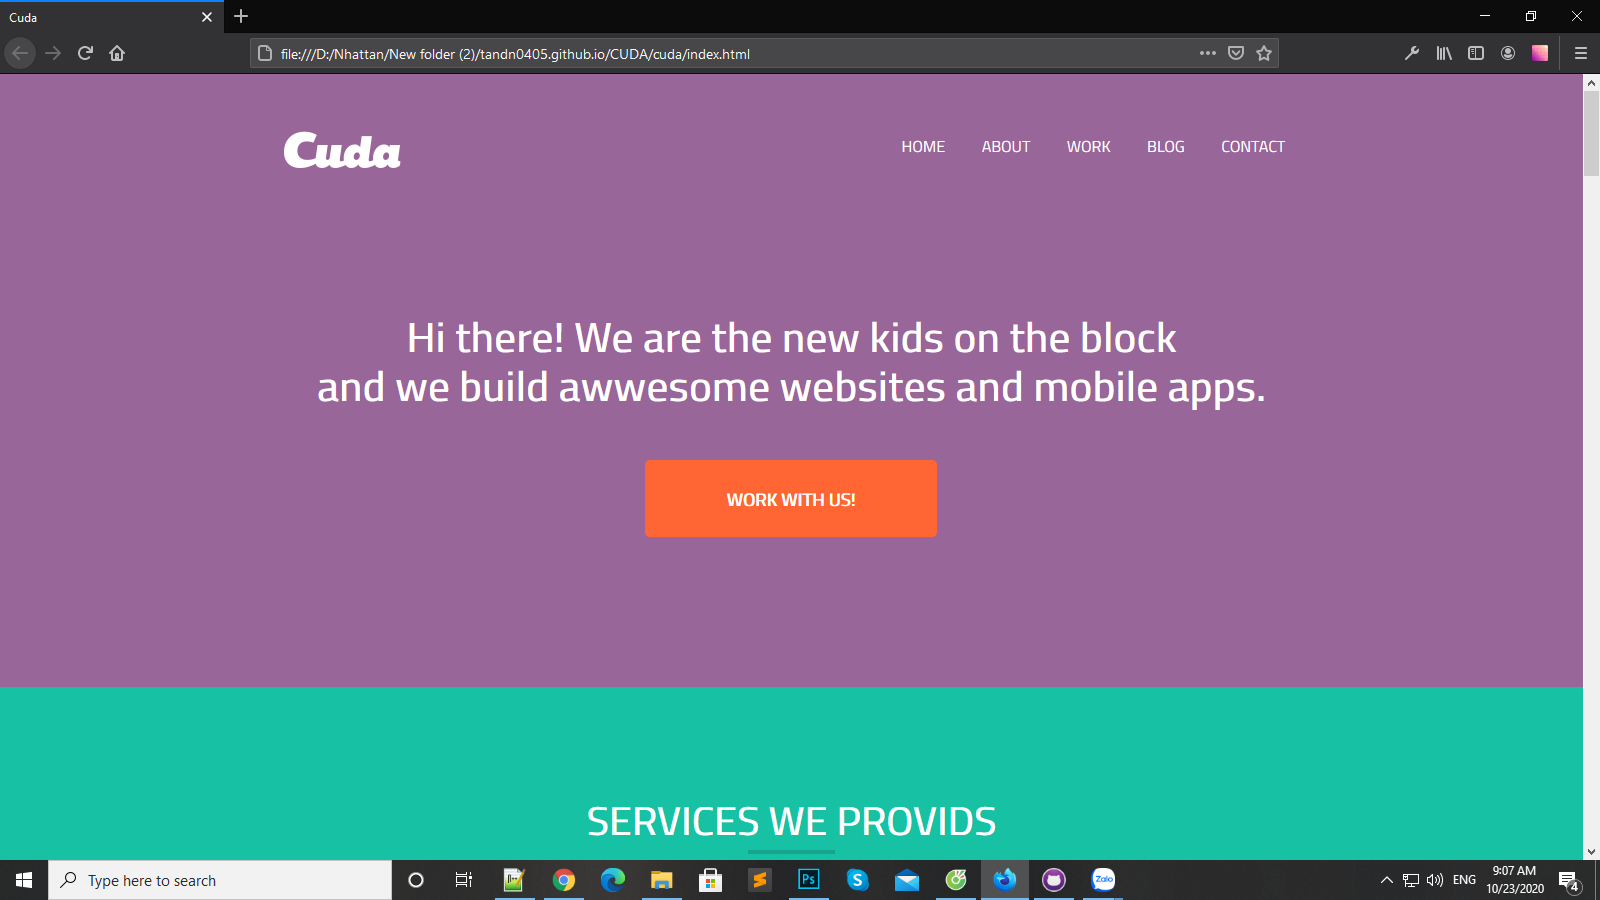 Cuda
file:///D:/Nhattan/New folder (2)/tandn0405.github.io/CUDA/cuda/index.html
Cuda
HOME ABOUT WORK BLOG CONTACT
Hi there! We are the new kids on the block
and we build awwesome websites and mobile apps.
WORK WITH US!
SERVICES WE PROVIDS
Type here to search
Ps
S
Zalo
ENG
9:07 AM
10/23/2020
4